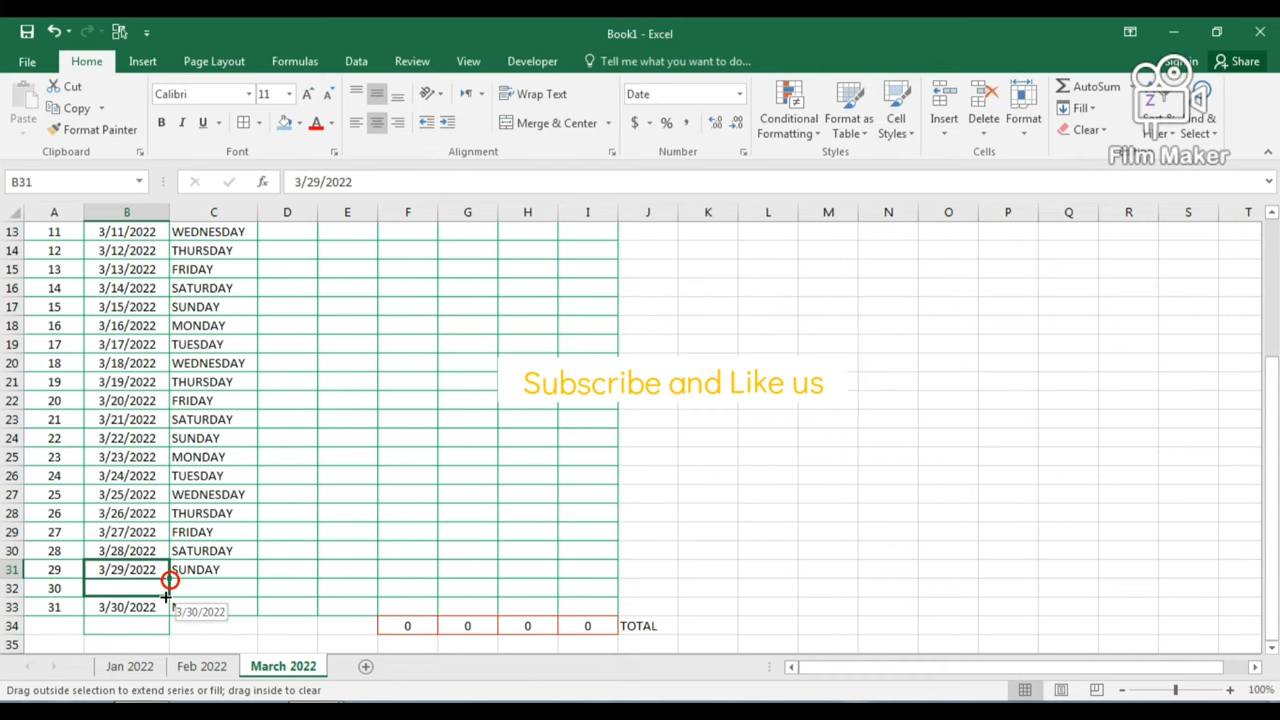 Book1 - Excel
File Home Insert Page Layout Formulas Data Review View Developer Tell me what you want to do... Share
Paste Cut Copy Format Painter Clipboard
Calibri 11 B I U Font
Wrap Text Merge & Center Alignment
Date $ % , Number
Conditional Formatting Format as Table Cell Styles Styles
Insert Delete Format Cells
AutoSum Fill Clear
Film Maker
B31 fx 3/29/2022
A B C D E F G H I J K L M N O P Q R S T
13 11 3/11/2022 WEDNESDAY
14 12 3/12/2022 THURSDAY
15 13 3/13/2022 FRIDAY
16 14 3/14/2022 SATURDAY
17 15 3/15/2022 SUNDAY
18 16 3/16/2022 MONDAY
19 17 3/17/2022 TUESDAY
20 18 3/18/2022 WEDNESDAY
21 19 3/19/2022 THURSDAY
Subscribe and Like us
22 20 3/20/2022 FRIDAY
23 21 3/21/2022 SATURDAY
24 22 3/22/2022 SUNDAY
25 23 3/23/2022 MONDAY
26 24 3/24/2022 TUESDAY
27 25 3/25/2022 WEDNESDAY
28 26 3/26/2022 THURSDAY
29 27 3/27/2022 FRIDAY
30 28 3/28/2022 SATURDAY
31 29 3/29/2022 SUNDAY
32 30
33 31 3/30/2022 3/30/2022
34 0 0 0 0 TOTAL
35
Jan 2022 Feb 2022 March 2022
Drag outside selection to extend series or fill; drag inside to clear 100%